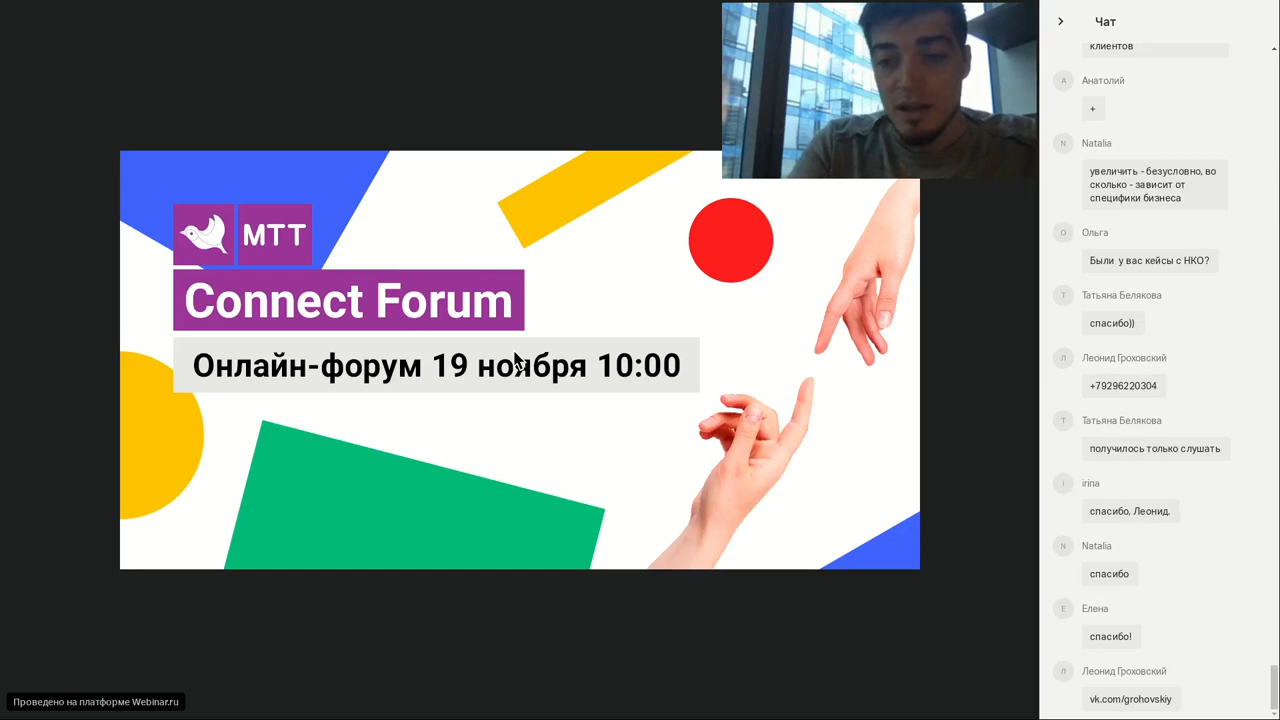 МТТ
Connect Forum
Онлайн-форум 19 ноября 10:00
Проведено на платформе Webinar.ru
Чат
клиентов
А
Анатолий
+
N
Natalia
увеличить - безусловно, во
сколько - зависит от
специфики бизнеса
О
Ольга
Были у вас кейсы с НКО?
Т
Татьяна Белякова
спасибо))
Л
Леонид Гроховский
+79296220304
Т
Татьяна Белякова
получилось только слушать
I
irina
спасибо, Леонид.
N
Natalia
спасибо
Е
Елена
спасибо!
Л
Леонид Гроховский
vk.com/grohovskiy